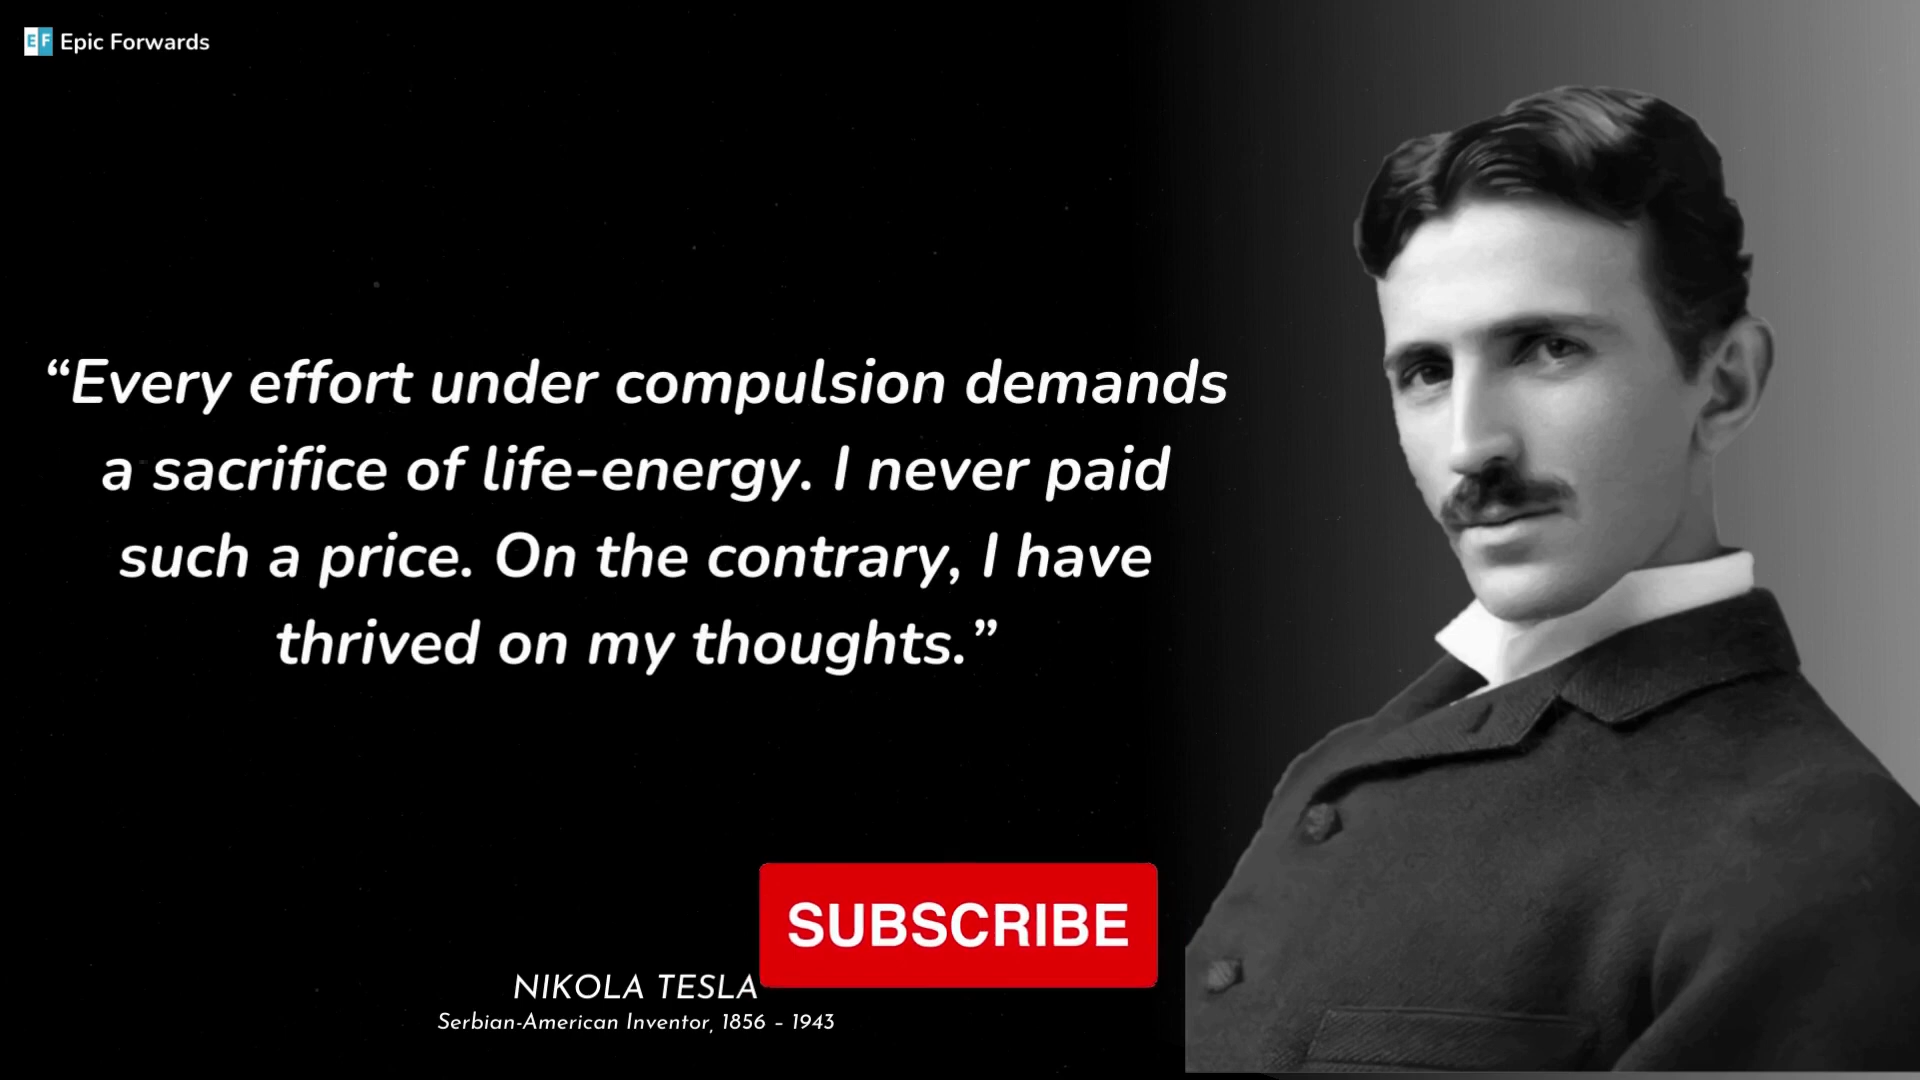 EF Epic Forwards
“Every effort under compulsion demands
a sacrifice of life-energy. I never paid
such a price. On the contrary, I have
thrived on my thoughts.”
SUBSCRIBE
NIKOLA TESLA
Serbian-American Inventor, 1856 – 1943